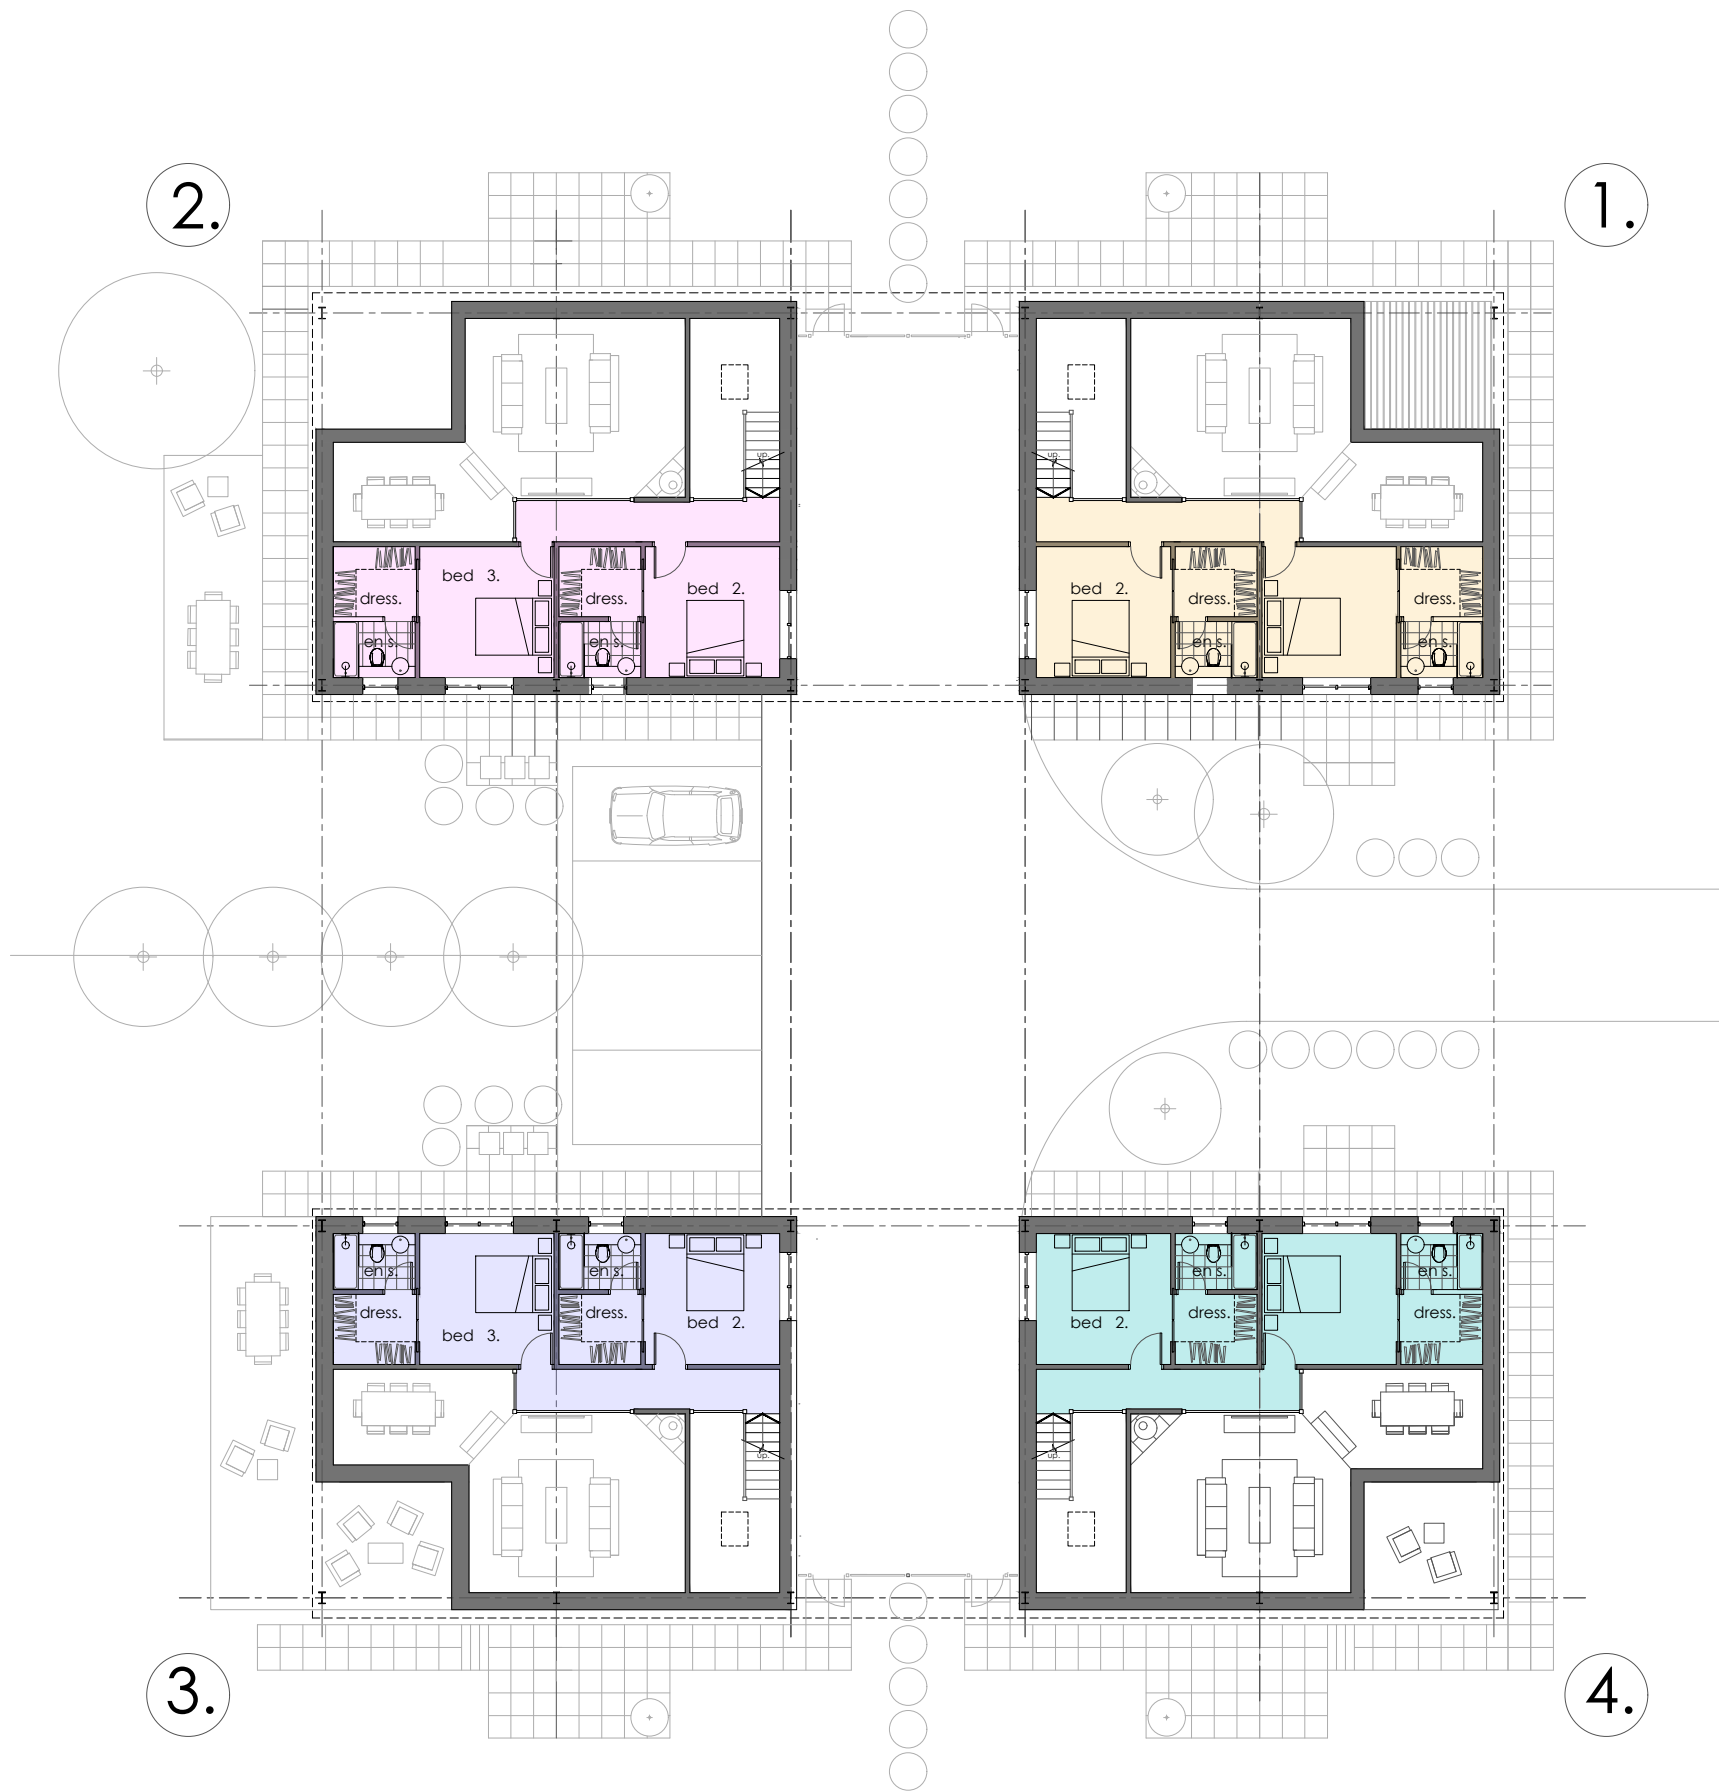 2.
1.
up.
up.
bed 3.
dress.
dress.
bed 2.
en s.
en s.
bed 2.
dress.
dress.
en s.
en s.
en s.
en s.
dress.
dress.
bed 3.
bed 2.
en s.
en s.
bed 2.
dress.
dress.
up.
up.
3.
4.